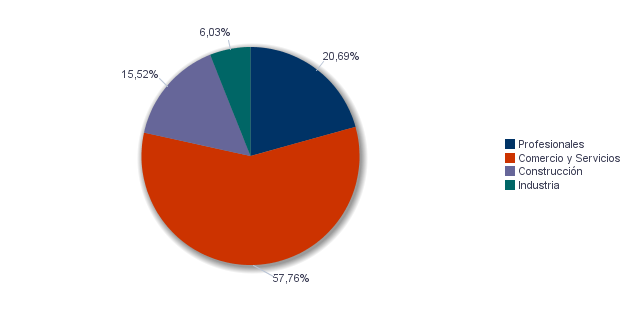 6,03%
20,69%
15,52%
57,76%
Profesionales
Comercio y Servicios
Construcción
Industria